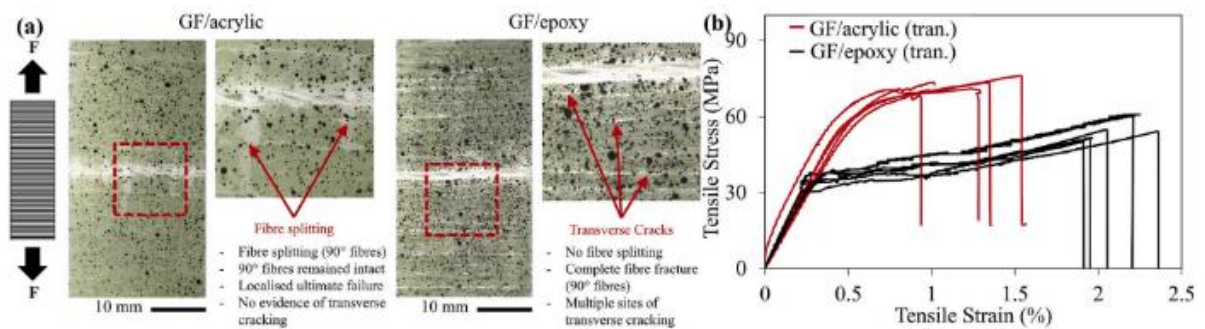 (a)
GF/acrylic
GF/epoxy
F
F
Fibre splitting
- Fibre splitting (90° fibres)
- 90° fibres remained intact
- Localised ultimate failure
- No evidence of transverse
cracking
10 mm
Transverse Cracks
- No fibre splitting
- Complete fibre fracture
(90° fibres)
- Multiple sites of
transverse cracking
10 mm
(b)
GF/acrylic (tran.)
GF/epoxy (tran.)
Tensile Stress (MPa)
90
60
30
0
0
0.5
1
1.5
2
2.5
Tensile Strain (%)